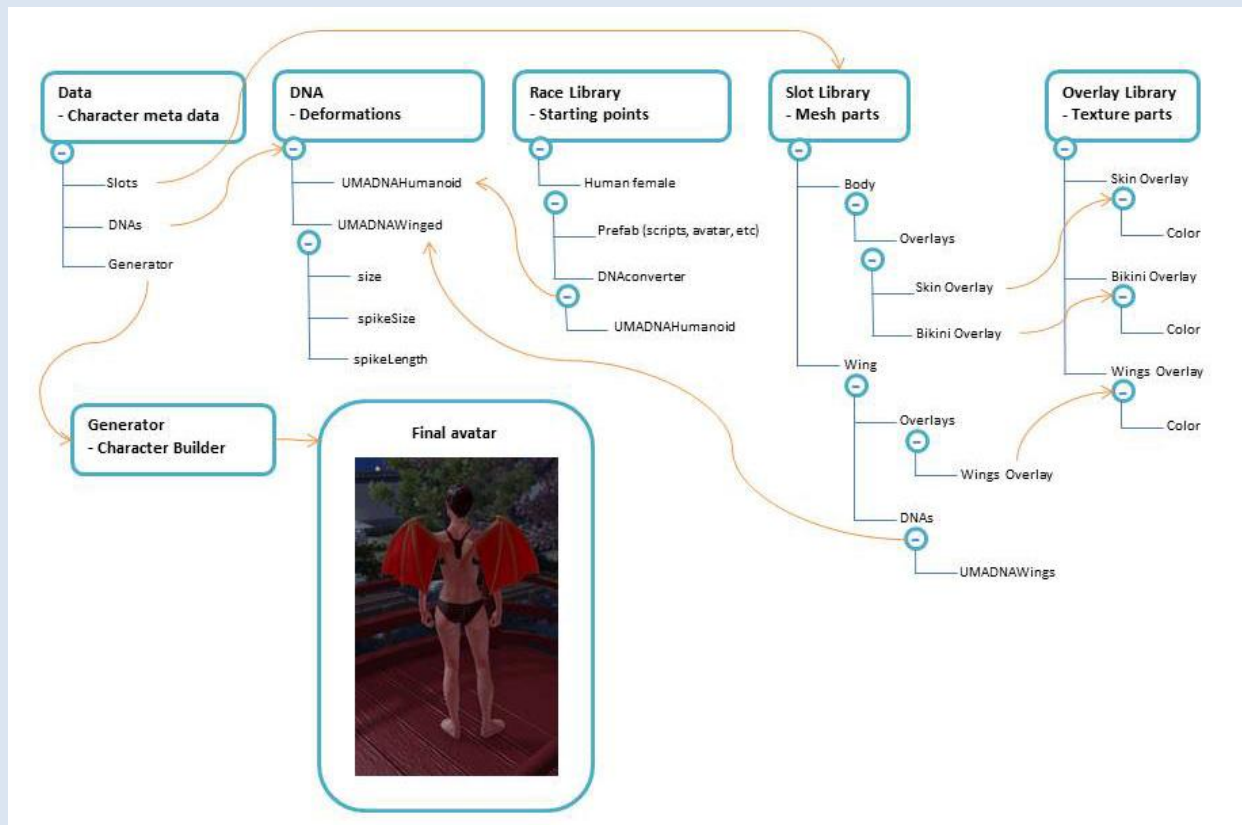 Data
- Character meta data
Slots
DNAs
Generator
DNA
- Deformations
UMADNAHumanoid
UMADNAWinged
size
spikeSize
spikeLength
Race Library
- Starting points
Human female
Prefab (scripts, avatar, etc)
DNAconverter
UMADNAHumanoid
Slot Library
- Mesh parts
Body
Overlays
Skin Overlay
Bikini Overlay
Wing
Overlays
Wings Overlay
DNAs
UMADNAWings
Overlay Library
- Texture parts
Skin Overlay
Color
Bikini Overlay
Color
Wings Overlay
Color
Generator
- Character Builder
Final avatar